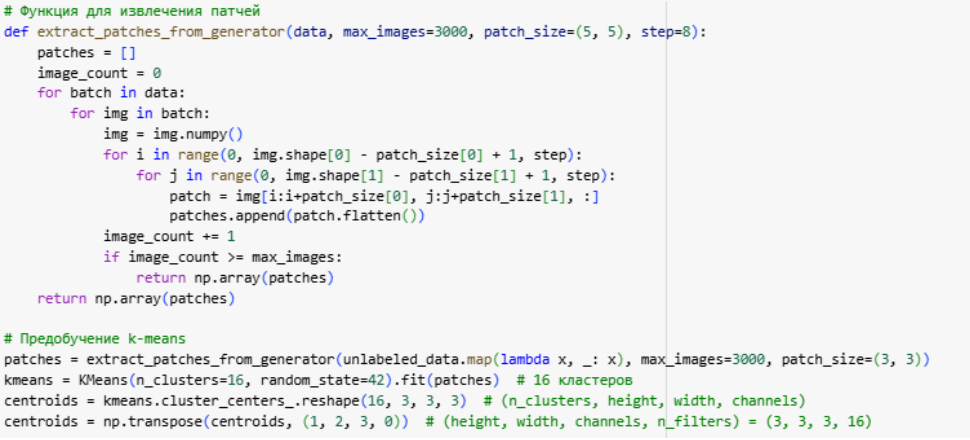 # Функция для извлечения патчей
def extract_patches_from_generator(data, max_images=3000, patch_size=(5, 5), step=8):
    patches = []
    image_count = 0
    for batch in data:
        for img in batch:
            img = img.numpy()
            for i in range(0, img.shape[0] - patch_size[0] + 1, step):
                for j in range(0, img.shape[1] - patch_size[1] + 1, step):
                    patch = img[i:i+patch_size[0], j:j+patch_size[1], :]
                    patches.append(patch.flatten())
            image_count += 1
            if image_count >= max_images:
                return np.array(patches)
    return np.array(patches)

# Предобучение k-means
patches = extract_patches_from_generator(unlabeled_data.map(lambda x, _: x), max_images=3000, patch_size=(3, 3))
kmeans = KMeans(n_clusters=16, random_state=42).fit(patches)  # 16 кластеров
centroids = kmeans.cluster_centers_.reshape(16, 3, 3, 3)  # (n_clusters, height, width, channels)
centroids = np.transpose(centroids, (1, 2, 3, 0))  # (height, width, channels, n_filters) = (3, 3, 3, 16)